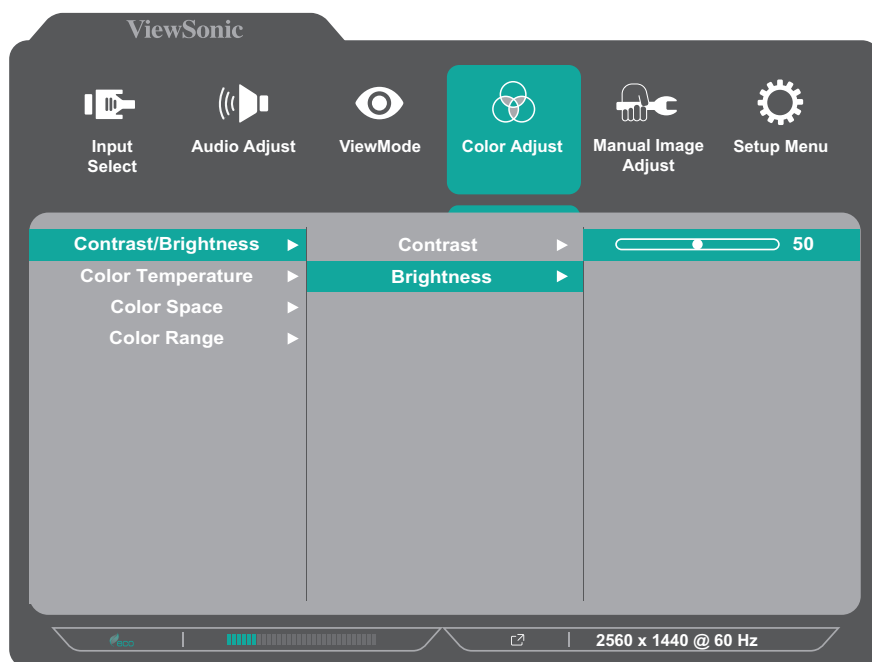 ViewSonic
Input
Select
Audio Adjust
ViewMode
Color Adjust
Manual Image
Adjust
Setup Menu
Contrast/Brightness
Contrast
50
Color Temperature
Brightness
Color Space
Color Range
eco
2560 x 1440 @ 60 Hz